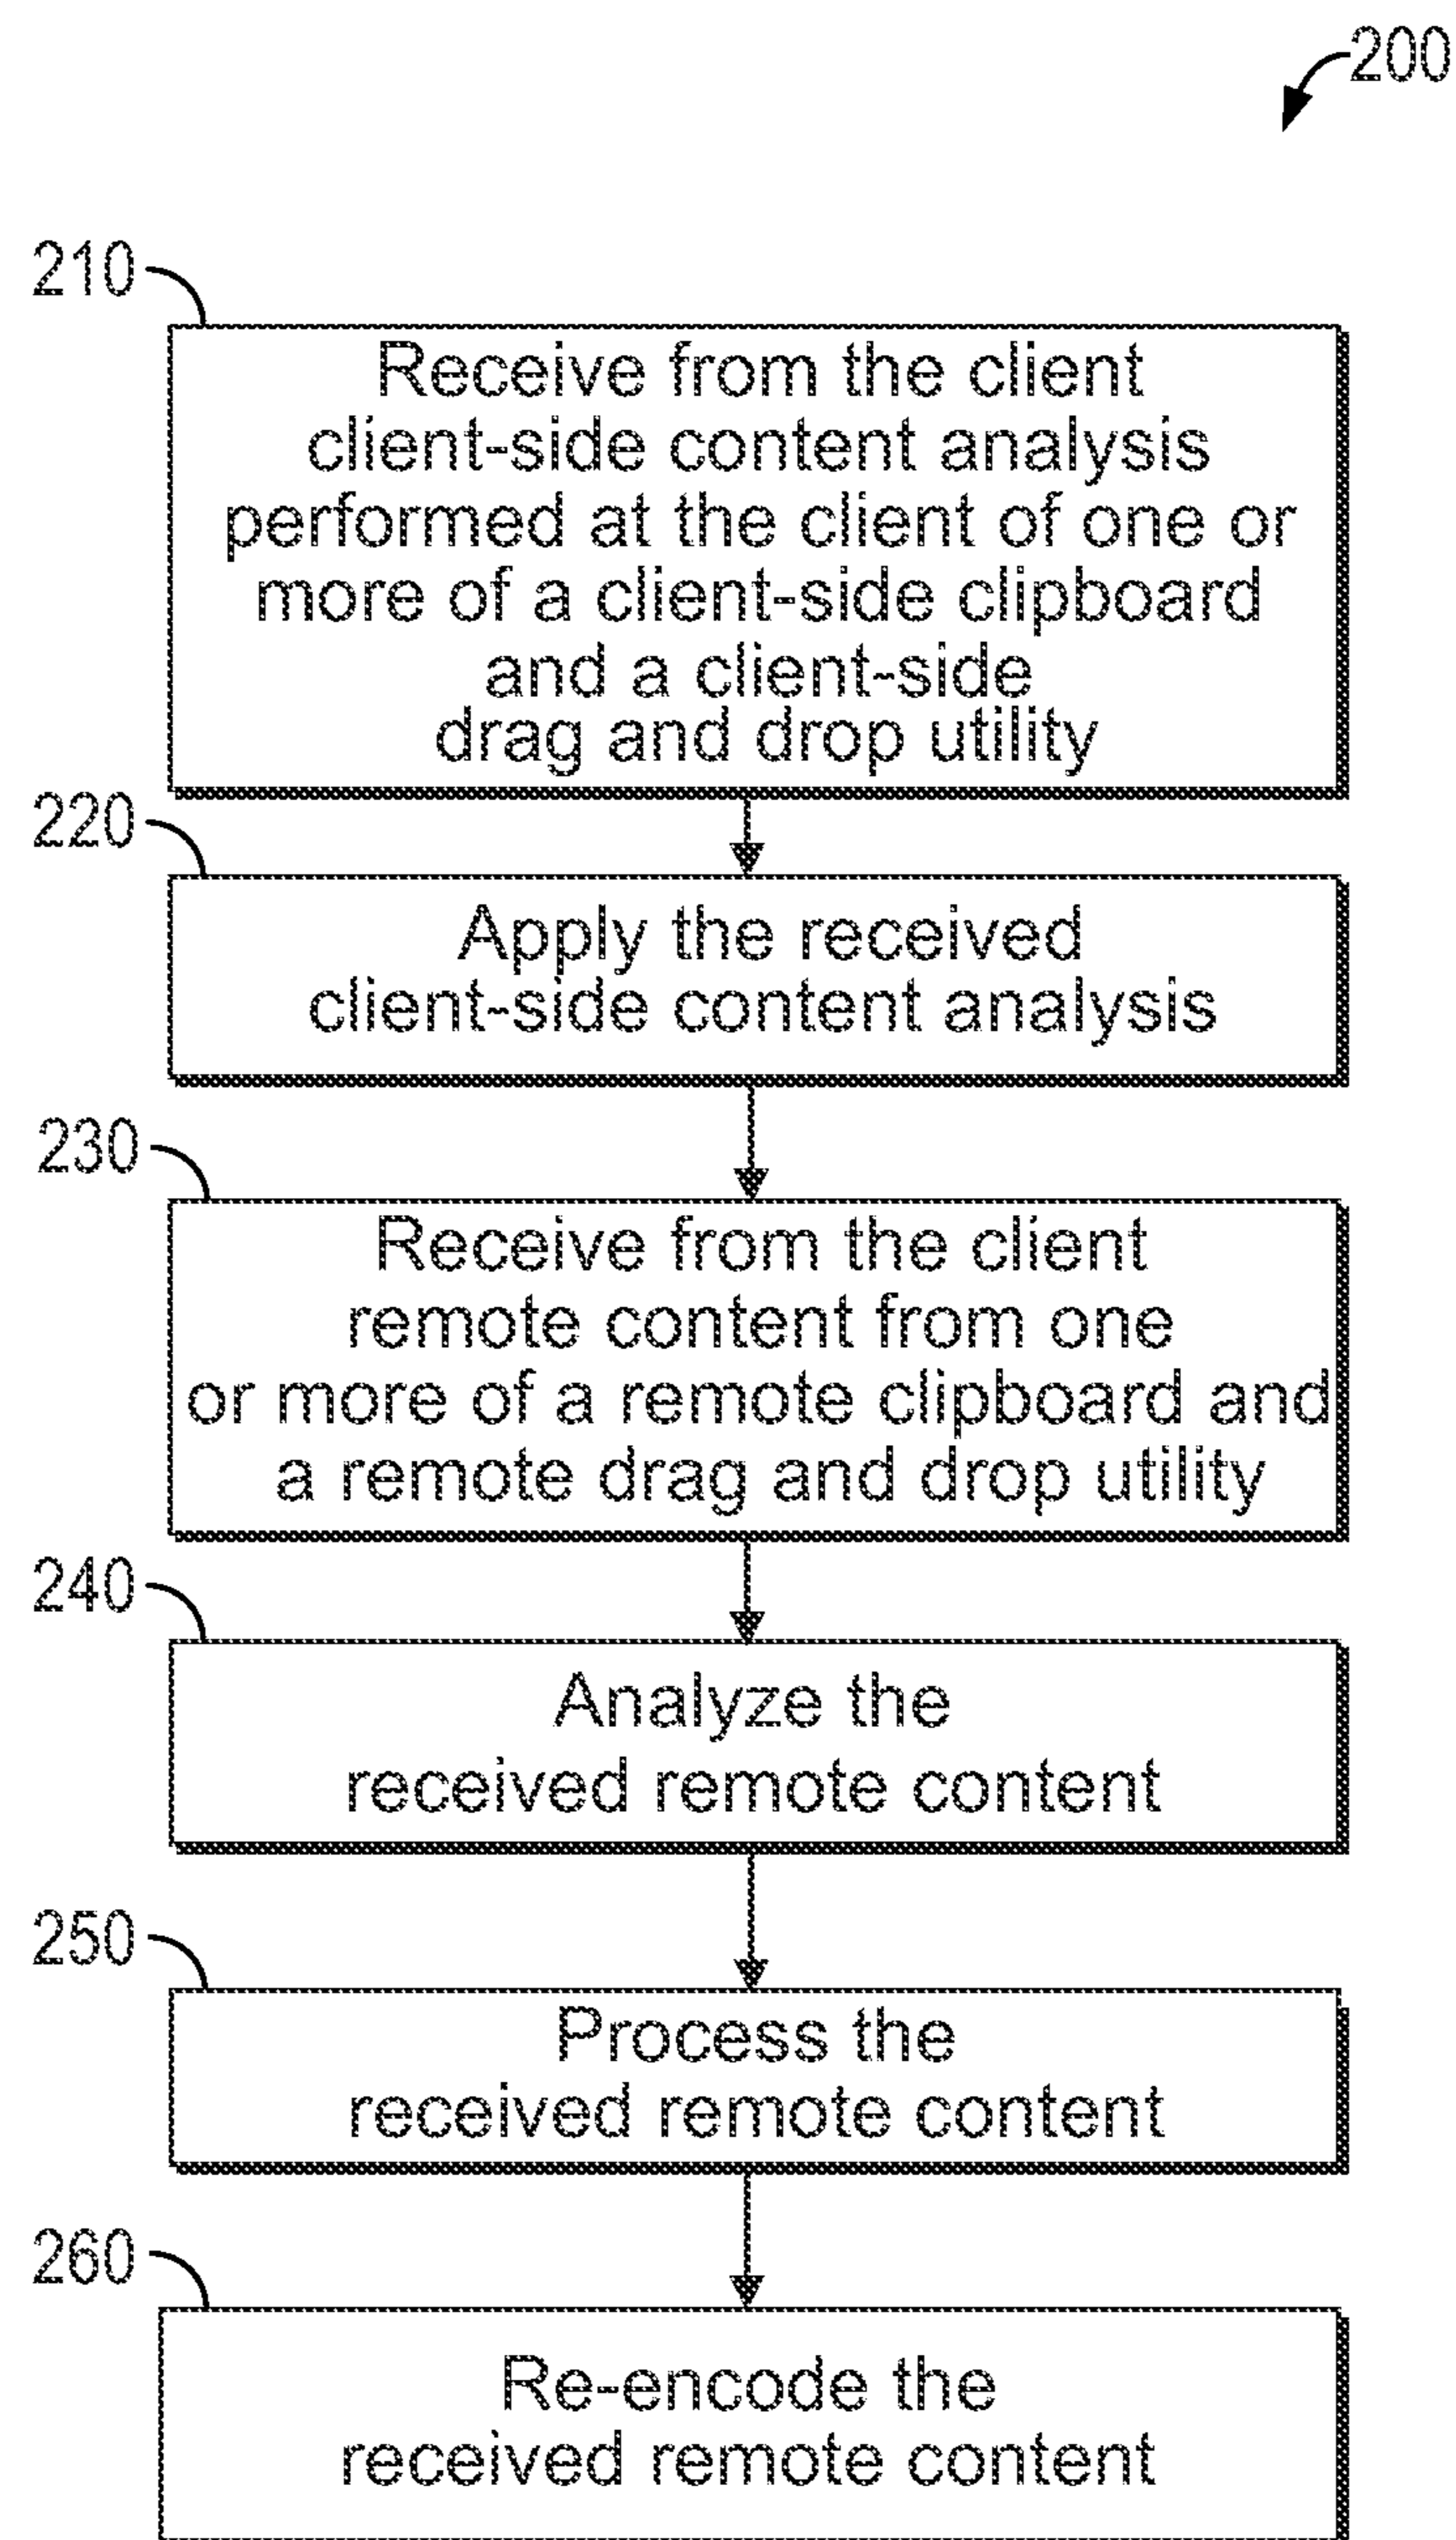 200
210
Receive from the client
client-side content analysis
performed at the client of one or
more of a client-side clipboard
and a client-side
drag and drop utility
220
Apply the received
client-side content analysis
230
Receive from the client
remote content from one
or more of a remote clipboard and
a remote drag and drop utility
240
Analyze the
received remote content
250
Process the
received remote content
260
Re-encode the
received remote content